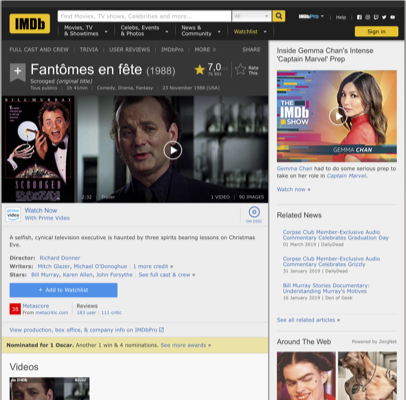 IMDb
Find Movies, TV shows, Celebrities and more...
All
Movies, TV & Showtimes
Celebs, Events & Photos
News & Community
Watchlist
IMDbPro
Help
Sign in
FULL CAST AND CREW | TRIVIA | USER REVIEWS | IMDbPro | MORE
SHARE
Fantômes en fête (1988)
Scrooged (original title)
Tous publics | 1h 41min | Comedy, Drama, Fantasy | 23 November 1988 (USA)
7,0
Rate This
BILL MURRAY
SCROOGED
2:32 | Trailer
1 VIDEO | 90 IMAGES
prime video
Watch Now
With Prime Video
ON DISC
A selfish, cynical television executive is haunted by three spirits bearing lessons on Christmas
Eve.
Director: Richard Donner
Writers: Mitch Glazer, Michael O'Donoghue | 1 more credit »
Stars: Bill Murray, Karen Allen, John Forsythe | See full cast & crew »
+ Add to Watchlist
38
Metascore
From metacritic.com
Reviews
183 user | 111 critic
View production, box office, & company info on IMDbPro
Nominated for 1 Oscar. Another 1 win & 4 nominations. See more awards »
Videos
Inside Gemma Chan's Intense
'Captain Marvel' Prep
THE
IMDb
SHOW
GEMMA CHAN
Gemma Chan had to do some serious prep to
take on her role in Captain Marvel.
Watch now »
Related News
Corpse Club Member-Exclusive Audio
Commentary Celebrates Graduation Day
01 March 2019 | DailyDead
Corpse Club Member-Exclusive Audio
Commentary Celebrates Grizzly
31 January 2019 | DailyDead
Bill Murray Stories Documentary:
Understanding Murray's Motives
16 January 2019 | Den of Geek
See all related articles »
Around The Web
Powered by ZergNet